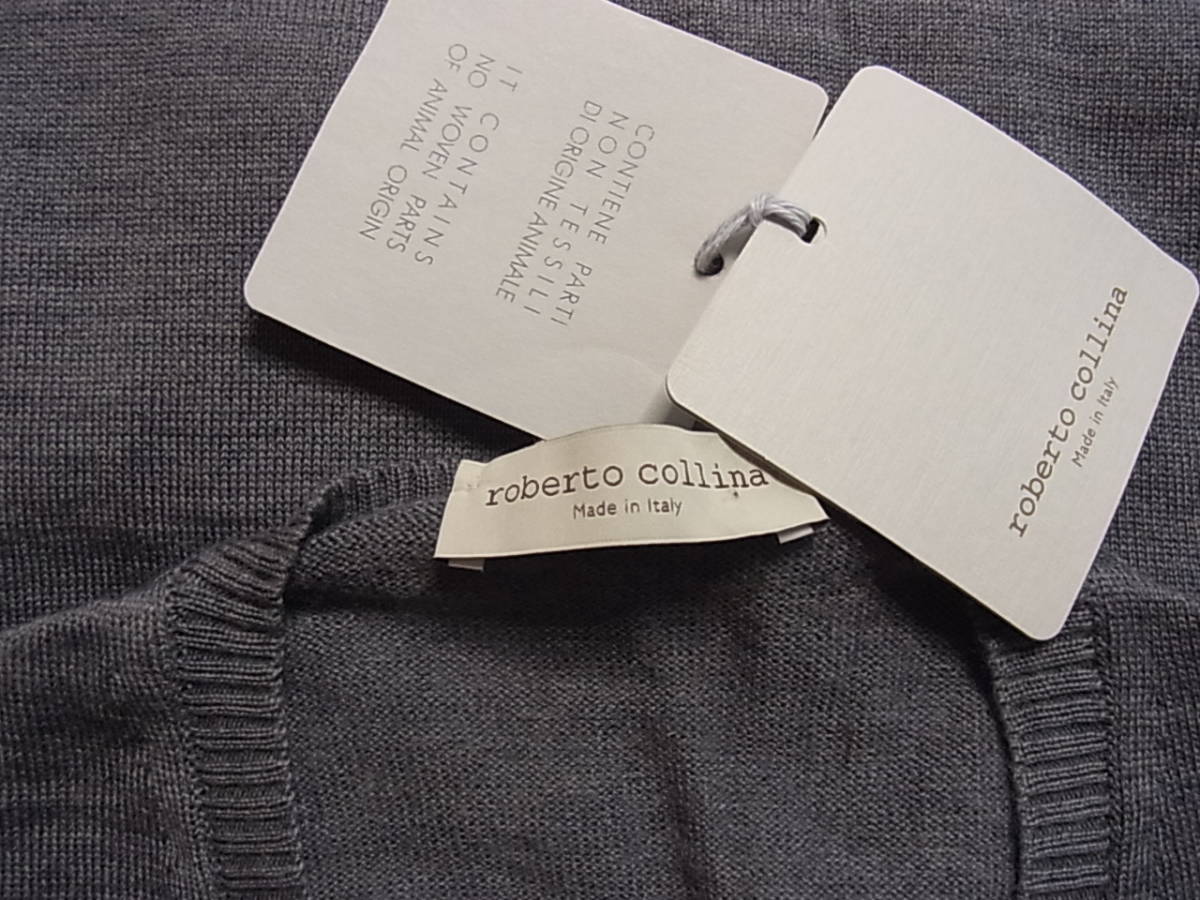 CONTIENE PARTI
NON TESSILI
DI ORIGINE ANIMALE
IT CONTAINS
NO WOVEN PARTS
OF ANIMAL ORIGIN
roberto collina
Made in Italy
roberto collina
Made in Italy